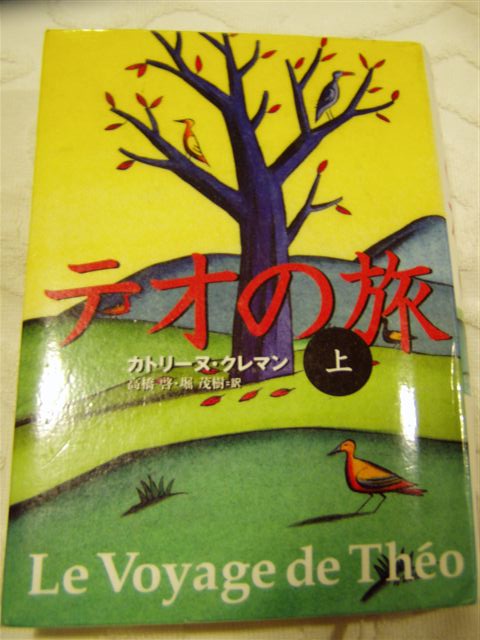 テオの旅
上
カトリーヌ・クレマン
高橋 啓・堀 茂樹=訳
Le Voyage de Théo